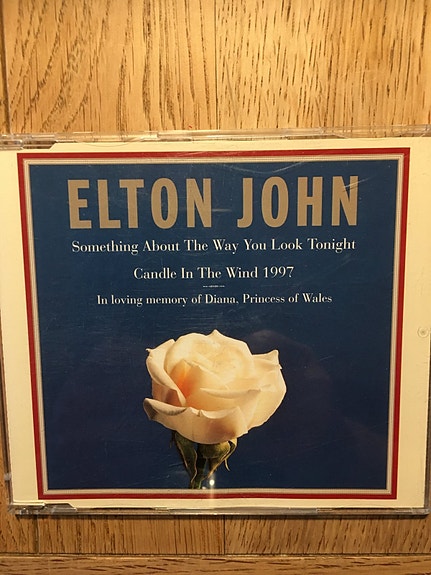 ELTON JOHN
Something About The Way You Look Tonight
Candle In The Wind 1997
In loving memory of Diana, Princess of Wales